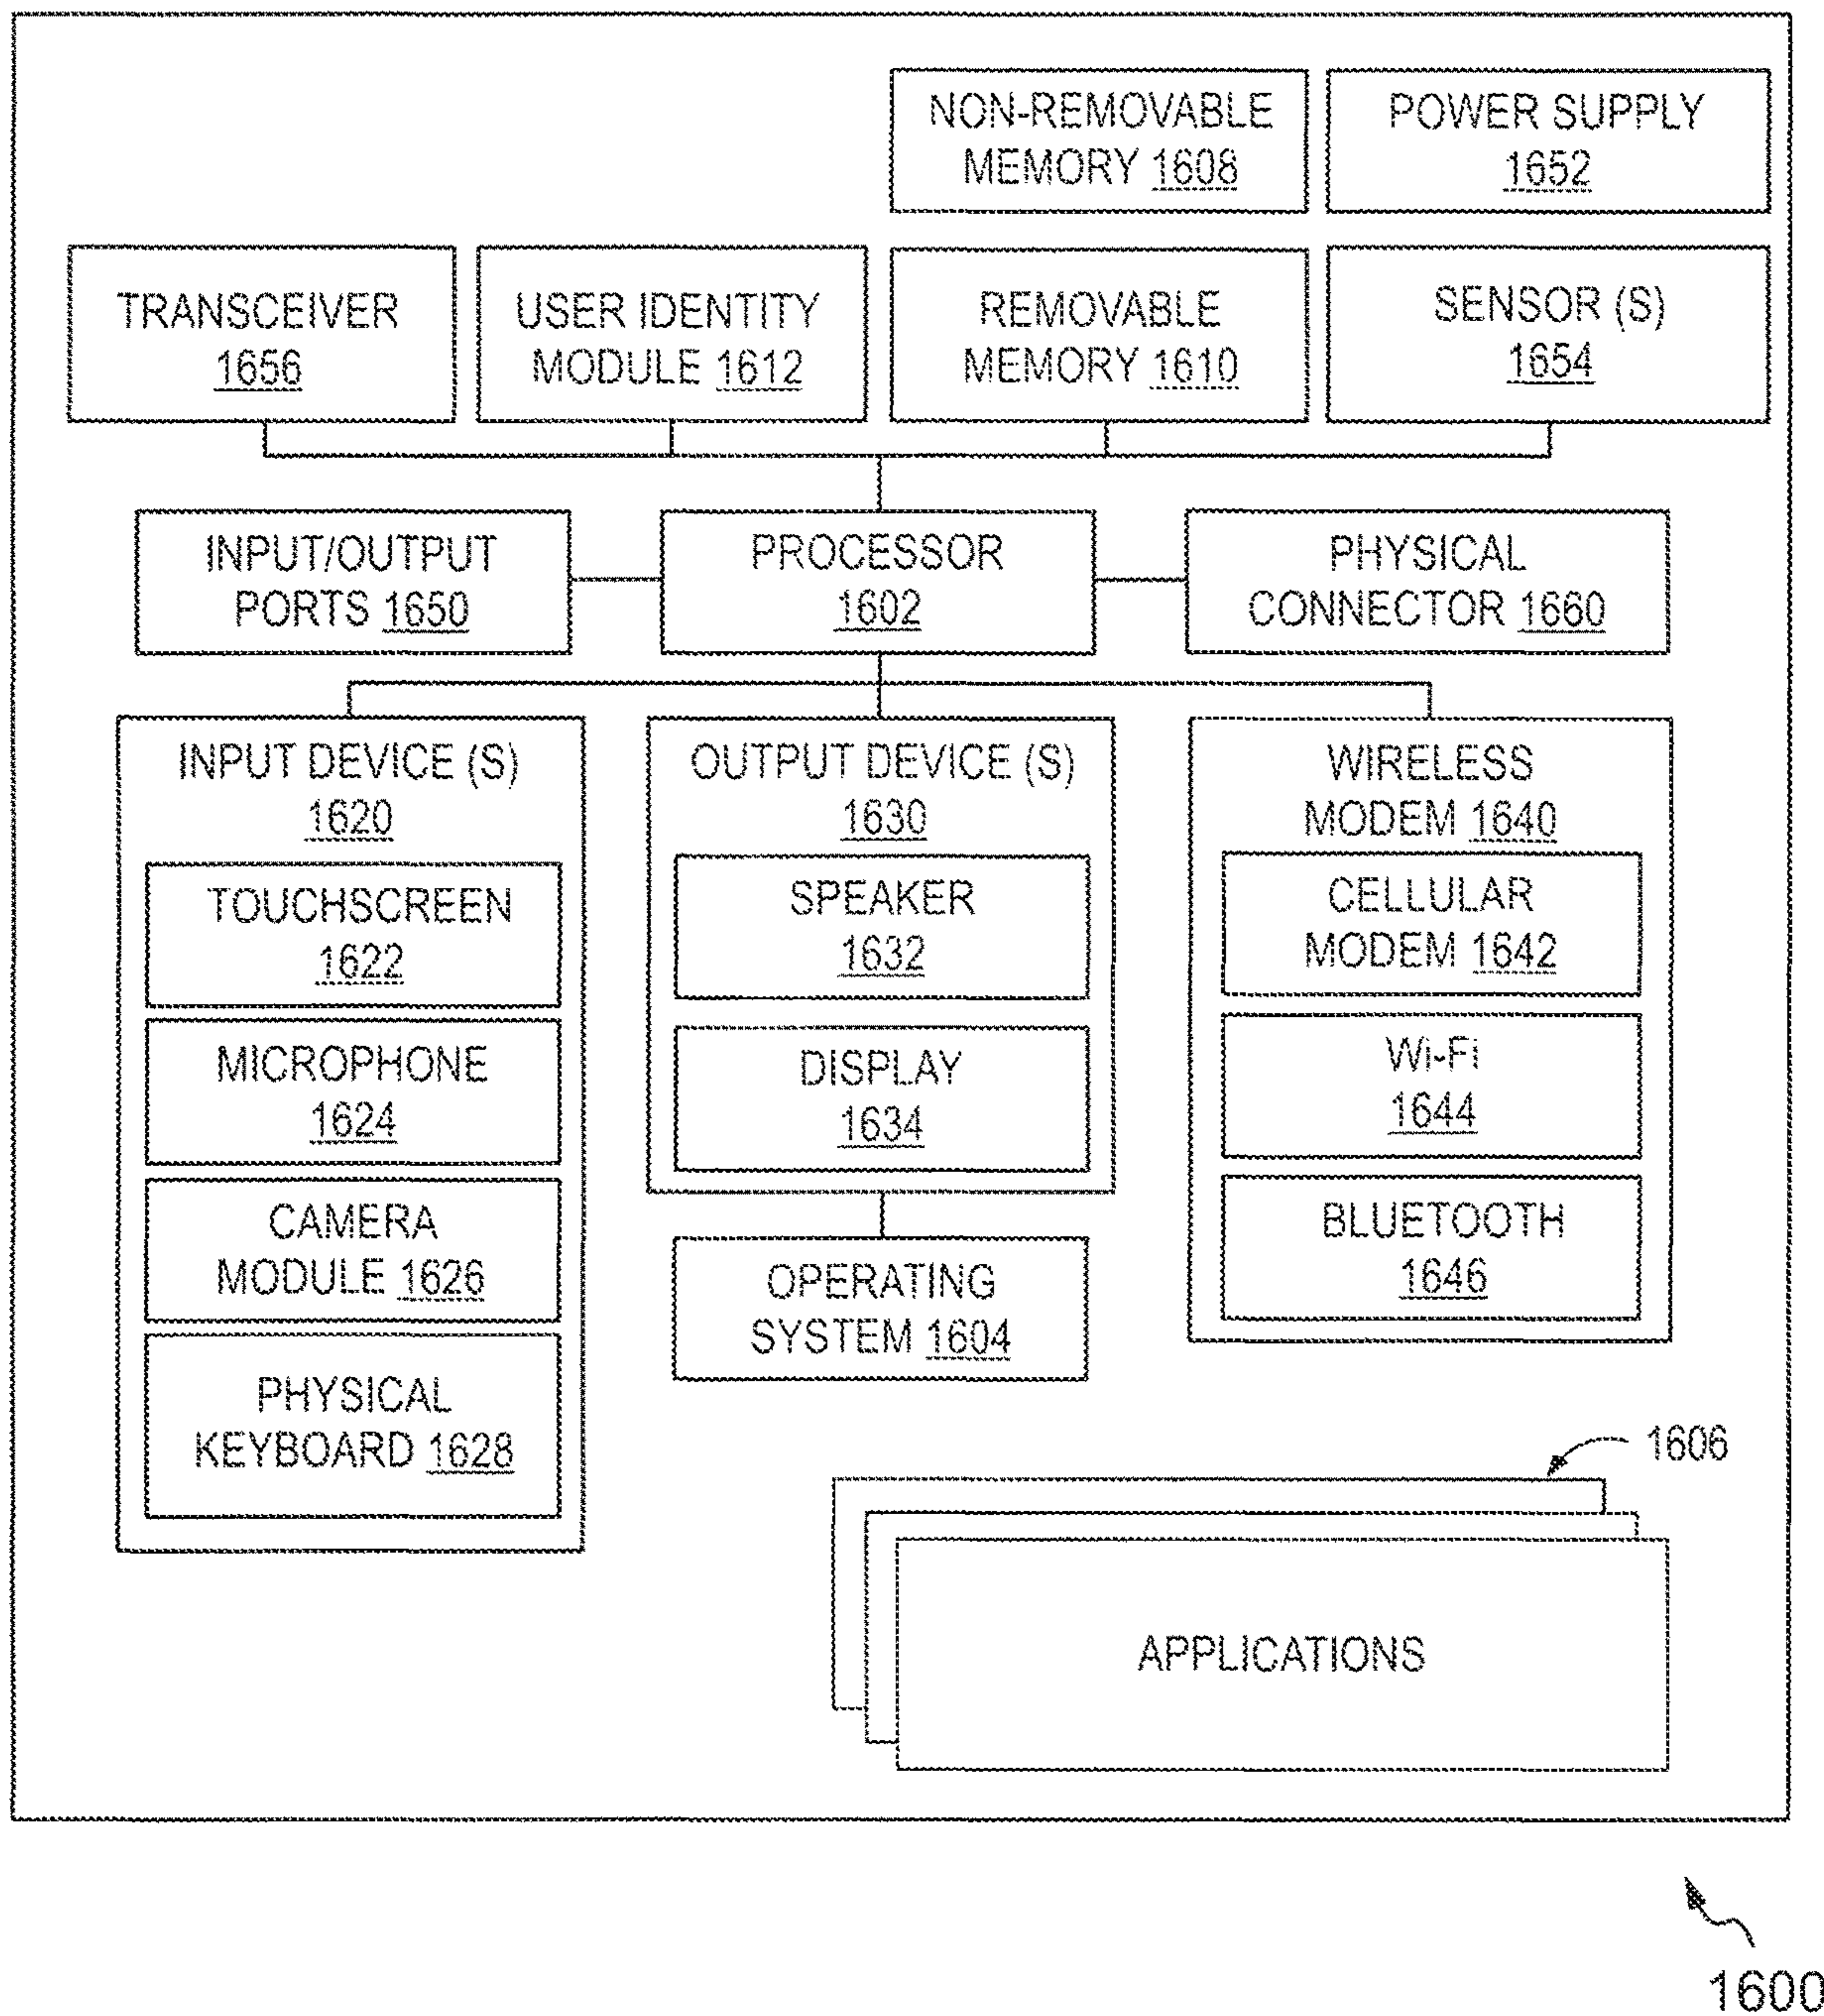 NON-REMOVABLE
MEMORY 1608
POWER SUPPLY
1652
TRANSCEIVER
1656
USER IDENTITY
MODULE 1612
REMOVABLE
MEMORY 1610
SENSOR (S)
1654
INPUT/OUTPUT
PORTS 1650
PROCESSOR
1602
PHYSICAL
CONNECTOR 1660
INPUT DEVICE (S)
1620
TOUCHSCREEN
1622
MICROPHONE
1624
CAMERA
MODULE 1626
PHYSICAL
KEYBOARD 1628
OUTPUT DEVICE (S)
1630
SPEAKER
1632
DISPLAY
1634
OPERATING
SYSTEM 1604
WIRELESS
MODEM 1640
CELLULAR
MODEM 1642
Wi-Fi
1644
BLUETOOTH
1646
1606
APPLICATIONS
1600